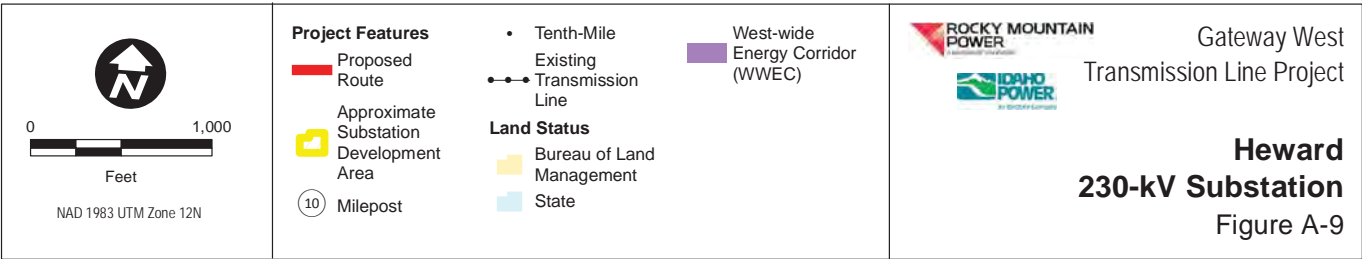 N
0 1,000
Feet
NAD 1983 UTM Zone 12N
Project Features
Proposed
Route
Approximate
Substation
Development
Area
10 Milepost
Tenth-Mile
Existing
Transmission
Line
Land Status
Bureau of Land
Management
State
West-wide
Energy Corridor
(WWEC)
ROCKY MOUNTAIN
POWER
IDAHO
POWER
Gateway West
Transmission Line Project
Heward
230-kV Substation
Figure A-9